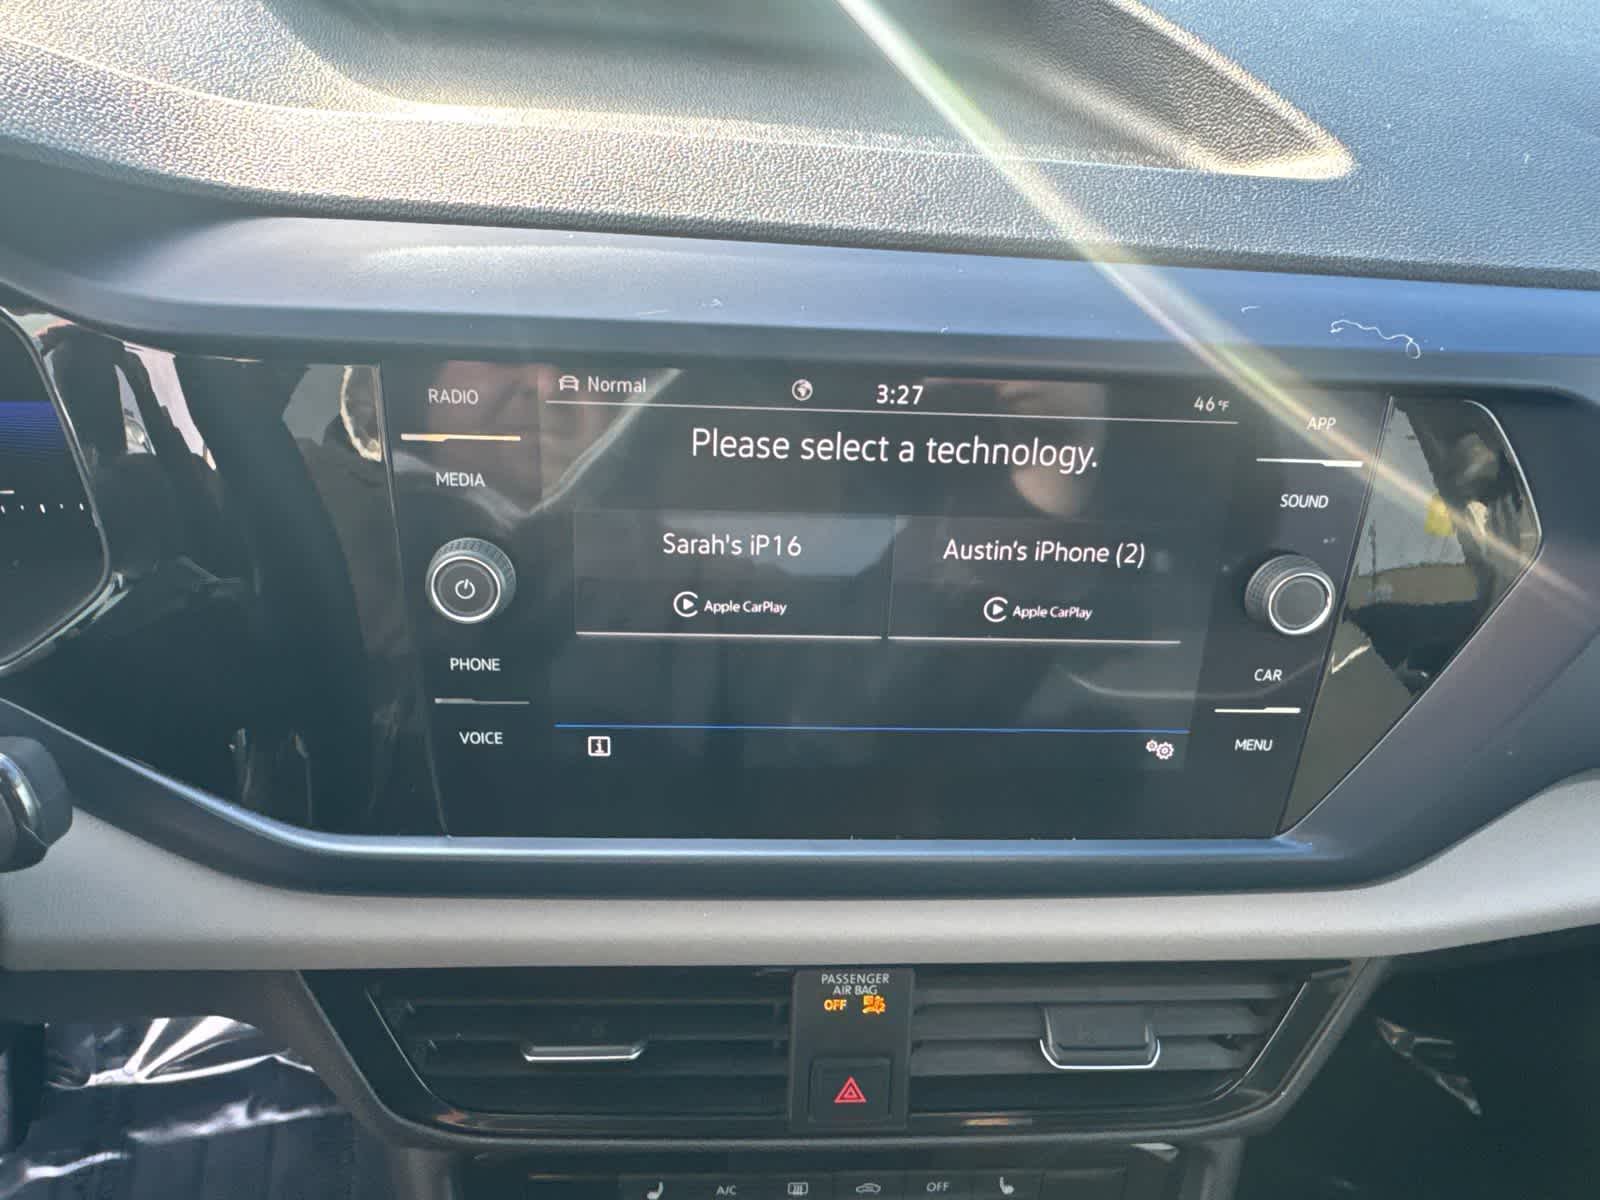 RADIO
MEDIA
PHONE
VOICE
Normal
3:27
46°F
Please select a technology.
Sarah's iP16
Apple CarPlay
Austin's iPhone (2)
Apple CarPlay
APP
SOUND
CAR
MENU
PASSENGER
AIR BAG
OFF
A/C
OFF